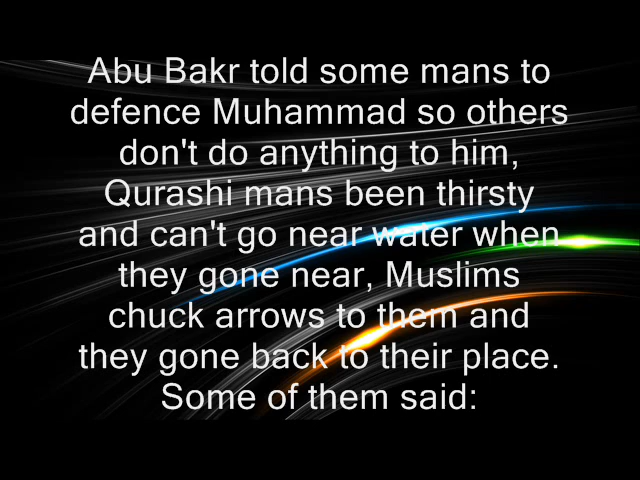 Abu Bakr told some mans to
defence Muhammad so others
don't do anything to him,
Qurashi mans been thirsty
and can't go near water when
they gone near, Muslims
chuck arrows to them and
they gone back to their place.
Some of them said: